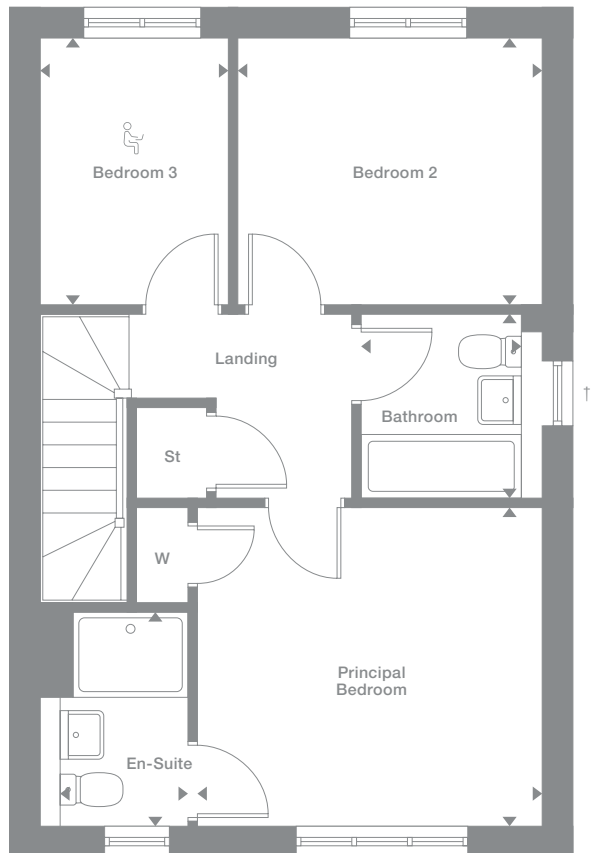 Bedroom 3
Bedroom 2
Landing
†
Bathroom
St
W
Principal
Bedroom
En-Suite